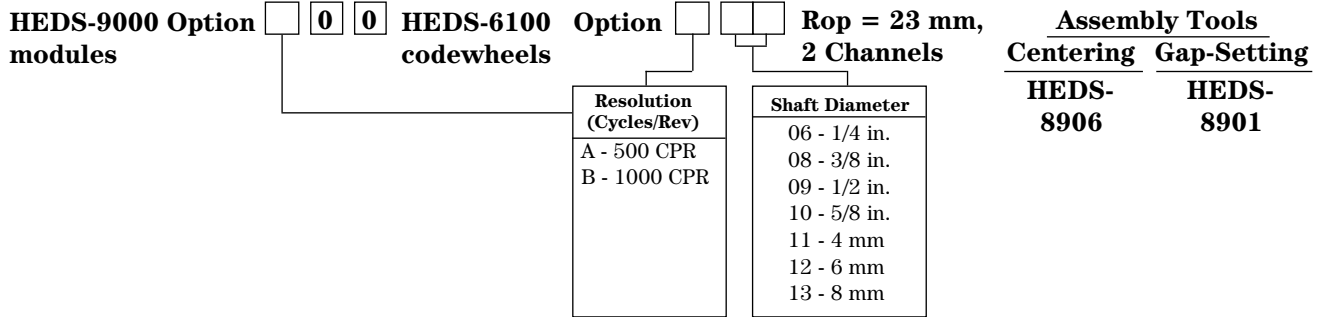 HEDS-9000 Option 0 0 HEDS-6100 Option Rop = 23 mm, Assembly Tools
modules codewheels 2 Channels Centering Gap-Setting
HEDS- HEDS-
8906 8901
Resolution
(Cycles/Rev)
A - 500 CPR
B - 1000 CPR
Shaft Diameter
06 - 1/4 in.
08 - 3/8 in.
09 - 1/2 in.
10 - 5/8 in.
11 - 4 mm
12 - 6 mm
13 - 8 mm